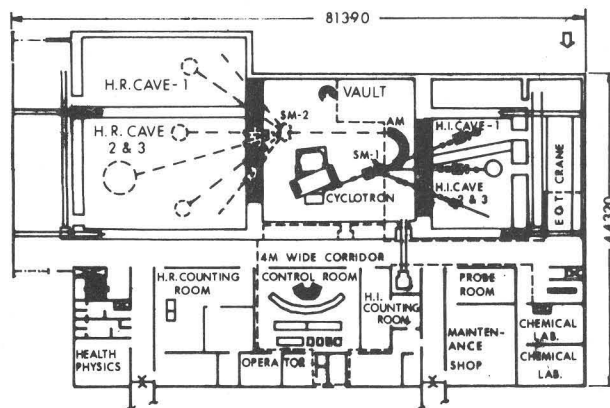 81390
H.R. CAVE-1
VAULT
SM-2
AM
H.I. CAVE-1
H.R. CAVE
2 & 3
SM-1
CYCLOTRON
H.I. CAVE
2 & 3
E.O.T. CRANE
44320
4M WIDE CORRIDOR
H.R. COUNTING
ROOM
CONTROL ROOM
H.I.
COUNTING
ROOM
PROBE
ROOM
MAINTEN-
ANCE
SHOP
CHEMICAL
LAB.
CHEMICAL
LAB.
HEALTH
PHYSICS
OPERATOR